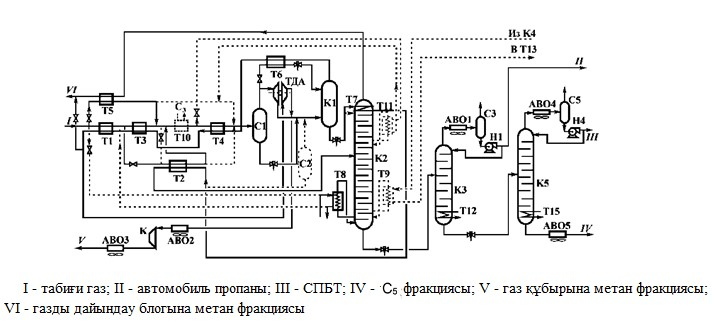 Из К4
В Т13
VI
II
Т6
ТДА
Т5
С3
АВО4
С5
АВО1
С3
I
К1
Т7
Т11
Н1
Н4
III
Т1
Т3
Т10
Т4
С1
К2
С2
Т2
Т8
Т9
К3
К5
Т12
Т15
К
АВО2
АВО5
IV
V
АВО3
I - табиғи газ; II - автомобиль пропаны; III - СПБТ; IV - C5 фракциясы; V - газ құбырына метан фракциясы;
VI - газды дайындау блогына метан фракциясы